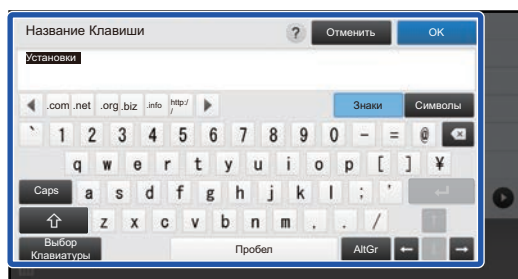 Название Клавиши ? Отменить OK
Установки
.com .net .org .biz .info http:/
/
Знаки Символы
` 1 2 3 4 5 6 7 8 9 0 - = @
q w e r t y u i o p [ ] ¥
Caps a s d f g h j k l ; '
z x c v b n m , . /
Выбор
Клавиатуры
Пробел AltGr